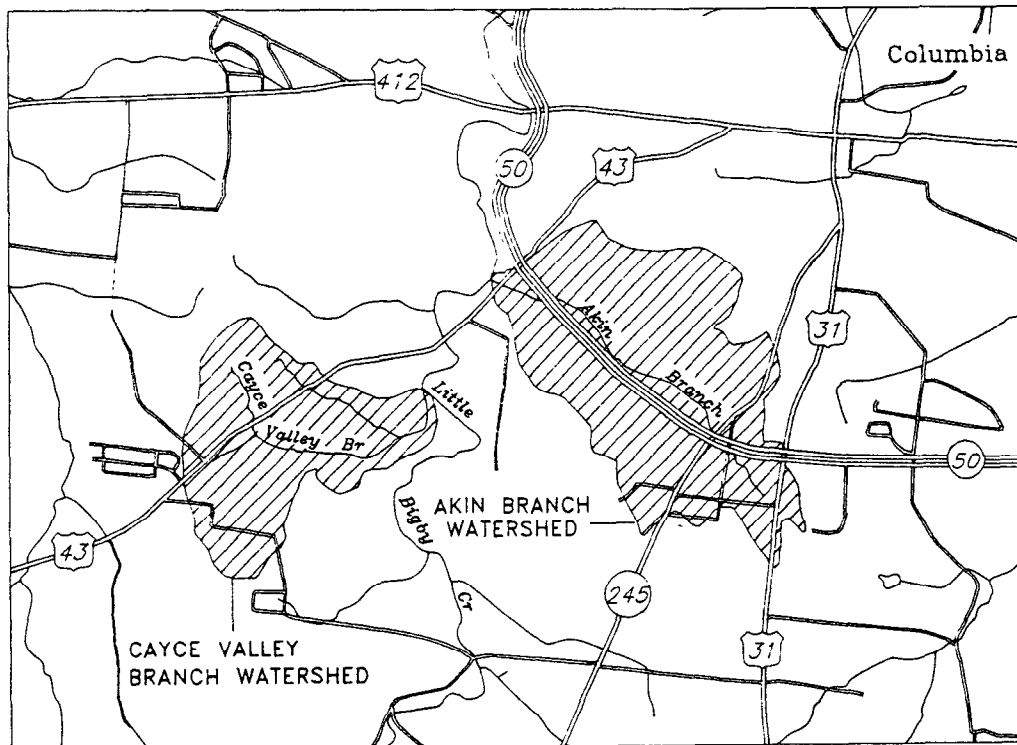 Columbia
412
50
43
Akin
Branch
31
Cayce
Valley Br
Little
50
AKIN BRANCH
WATERSHED
Bigby
Cr
43
245
31
CAYCE VALLEY
BRANCH WATERSHED